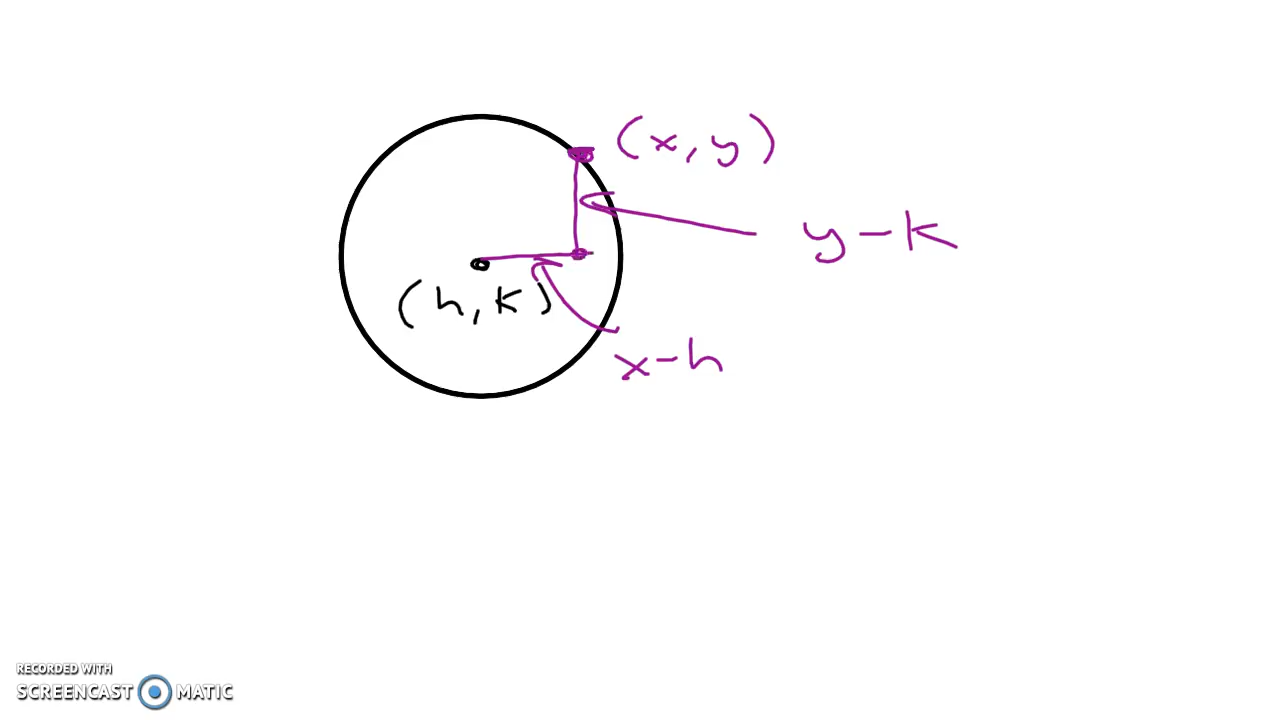 (x, y)
y - k
(h, k)
x - h
RECORDED WITH
SCREENCAST MATIC